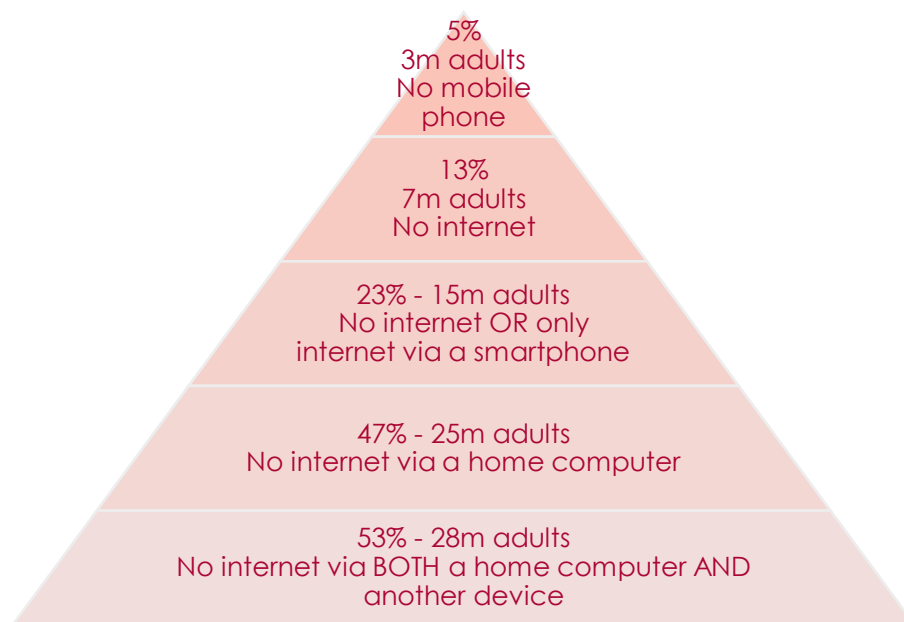 5%
3m adults
No mobile
phone
13%
7m adults
No internet
23% - 15m adults
No internet OR only
internet via a smartphone
47% - 25m adults
No internet via a home computer
53% - 28m adults
No internet via BOTH a home computer AND
another device